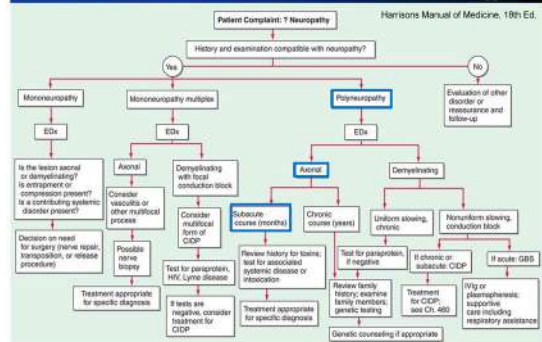 Harrisons Manual of Medicine, 18th Ed.
Patient Complaint: ? Neuropathy
History and examination compatible with neuropathy?
Yes
No
Mononeuropathy
Mononeuropathy multiplex
Polyneuropathy
Evaluation of other
disorder or
reassurance and
follow-up
EDx
EDx
EDx
Is the lesion axonal
or demyelinating?
Is entrapment or
compression present?
Is a contributing systemic
disorder present?
Axonal
Demyelinating
with focal
conduction block
Axonal
Demyelinating
Consider
vasculitis or
other multifocal
process
Consider
multifocal
form of
CIDP
Subacute
course (months)
Chronic
course (years)
Uniform slowing,
chronic
Nonuniform slowing,
conduction block
Decision on need
for surgery (nerve repair,
transposition, or release
procedure)
Possible
nerve
biopsy
Test for paraprotein,
HIV, Lyme disease
Review history for toxins;
test for associated
systemic disease or
intoxication
Test for paraprotein,
if negative
If chronic or
subacute: CIDP
If acute: GBS
Treatment appropriate
for specific diagnosis
If tests are
negative, consider
treatment for
CIDP
Treatment appropriate
for specific diagnosis
Review family
history; examine
family members;
genetic testing
Treatment
for CIDP;
see Ch. 460
IVIg or
plasmapheresis;
supportive
care including
respiratory assistance
Genetic counseling if appropriate